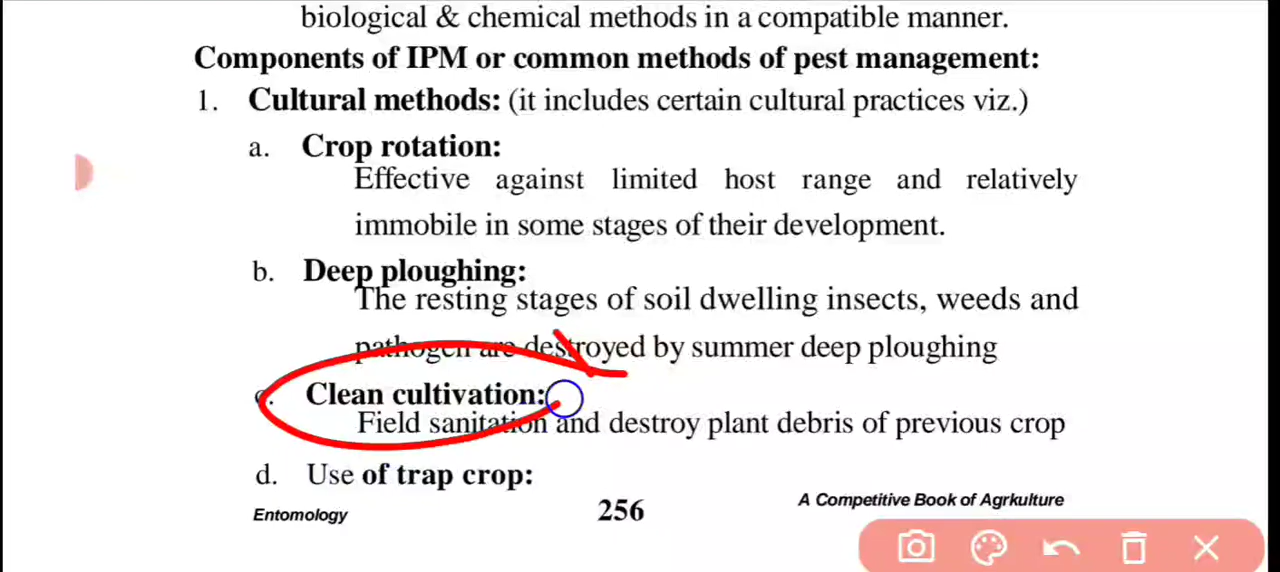 biological & chemical methods in a compatible manner.
Components of IPM or common methods of pest management:
1. Cultural methods: (it includes certain cultural practices viz.)
a. Crop rotation:
Effective against limited host range and relatively
immobile in some stages of their development.
b. Deep ploughing:
The resting stages of soil dwelling insects, weeds and
pathogen are destroyed by summer deep ploughing
c. Clean cultivation:
Field sanitation and destroy plant debris of previous crop
d. Use of trap crop:
Entomology 256 A Competitive Book of Agrkulture